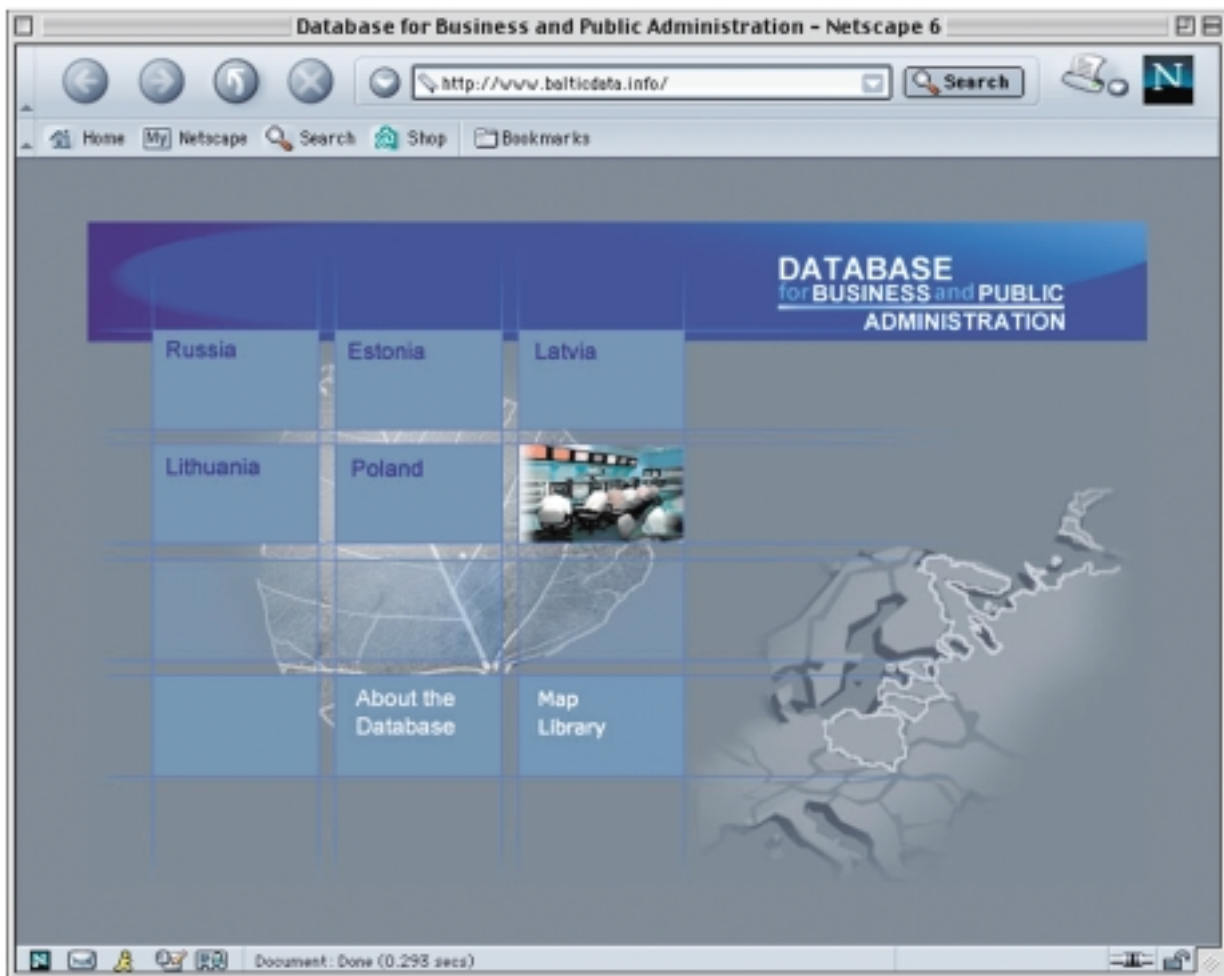 Database for Business and Public Administration – Netscape 6
http://www.balticdata.info/
Search
N
Home
My Netscape
Search
Shop
Bookmarks
DATABASE
for BUSINESS and PUBLIC
ADMINISTRATION
Russia
Estonia
Latvia
Lithuania
Poland
About the
Database
Map
Library
N
Document: Done (0.293 secs)